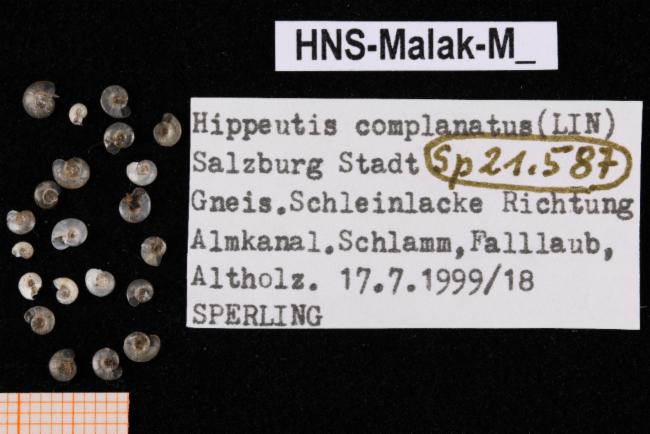 HNS-Malak-M_
Hippeutis complanatus(LIN)
Salzburg Stadt Sp21.587
Gneis.Schleinlacke Richtung
Almkanal.Schlamm,Falllaub,
Altholz. 17.7.1999/18
SPERLING